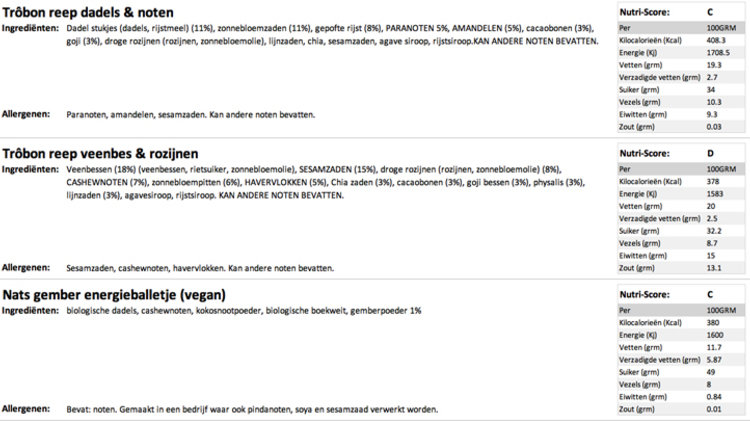 Trôbon reep dadels & noten
Ingrediënten: Dadel stukjes (dadels, rijstmeel) (11%), zonnebloemzaden (11%), gepofte rijst (8%), PARANOTEN 5%, AMANDELEN (5%), cacaobonen (3%),
goji (3%), droge rozijnen (rozijnen, zonnebloemolie), lijnzaden, chia, sesamzaden, agave siroop, rijstsiroop.KAN ANDERE NOTEN BEVATTEN.
Allergenen: Paranoten, amandelen, sesamzaden. Kan andere noten bevatten.
Nutri-Score: C
Per 100GRM
Kilocalorieën (Kcal) 408.3
Energie (Kj) 1708.5
Vetten (grm) 19.3
Verzadigde vetten (grm) 2.7
Suiker (grm) 34
Vezels (grm) 10.3
Eiwitten (grm) 9.3
Zout (grm) 0.03
Trôbon reep veenbes & rozijnen
Ingrediënten: Veenbessen (18%) (veenbessen, rietsuiker, zonnebloemolie), SESAMZADEN (15%), droge rozijnen (rozijnen, zonnebloemolie) (8%),
CASHEWNOTEN (7%), zonnebloempitten (6%), HAVERVLOKKEN (5%), Chia zaden (3%), cacaobonen (3%), goji bessen (3%), physalis (3%),
lijnzaden (3%), agavesiroop, rijstsiroop. KAN ANDERE NOTEN BEVATTEN.
Allergenen: Sesamzaden, cashewnoten, havervlokken. Kan andere noten bevatten.
Nutri-Score: D
Per 100GRM
Kilocalorieën (Kcal) 378
Energie (Kj) 1583
Vetten (grm) 20
Verzadigde vetten (grm) 2.5
Suiker (grm) 32.2
Vezels (grm) 8.7
Eiwitten (grm) 15
Zout (grm) 13.1
Nats gember energieballetje (vegan)
Ingrediënten: biologische dadels, cashewnoten, kokosnootpoeder, biologische boekweit, gemberpoeder 1%
Allergenen: Bevat: noten. Gemaakt in een bedrijf waar ook pindanoten, soya en sesamzaad verwerkt worden.
Nutri-Score: C
Per 100GRM
Kilocalorieën (Kcal) 380
Energie (Kj) 1600
Vetten (grm) 11.7
Verzadigde vetten (grm) 5.87
Suiker (grm) 49
Vezels (grm) 8
Eiwitten (grm) 0.84
Zout (grm) 0.01